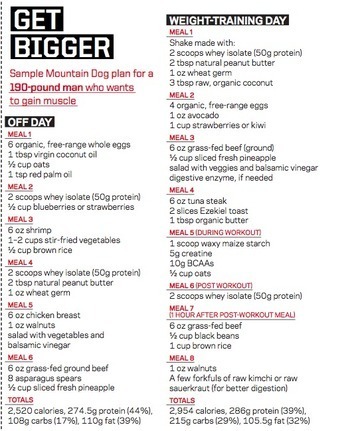 GET
BIGGER
Sample Mountain Dog plan for a
190-pound man who wants
to gain muscle
OFF DAY
MEAL 1
6 organic, free-range whole eggs
1 tbsp virgin coconut oil
½ cup oats
1 tsp red palm oil
MEAL 2
2 scoops whey isolate (50g protein)
½ cup blueberries or strawberries
MEAL 3
6 oz shrimp
1–2 cups stir-fried vegetables
½ cup brown rice
MEAL 4
2 scoops whey isolate (50g protein)
2 tbsp natural peanut butter
1 oz wheat germ
MEAL 5
6 oz chicken breast
1 oz walnuts
salad with vegetables and
balsamic vinegar
MEAL 6
6 oz grass-fed ground beef
8 asparagus spears
½ cup sliced fresh pineapple
TOTALS
2,520 calories, 274.5g protein (44%),
108g carbs (17%), 110g fat (39%)
WEIGHT-TRAINING DAY
MEAL 1
Shake made with:
2 scoops whey isolate (50g protein)
2 tbsp natural peanut butter
1 oz wheat germ
3 tbsp raw, organic coconut
MEAL 2
4 organic, free-range eggs
1 oz avocado
1 cup strawberries or kiwi
MEAL 3
6 oz grass-fed beef (ground)
½ cup sliced fresh pineapple
salad with veggies and balsamic vinegar
digestive enzyme, if needed
MEAL 4
6 oz tuna steak
2 slices Ezekiel toast
1 tbsp organic butter
MEAL 5 (DURING WORKOUT)
1 scoop waxy maize starch
5g creatine
10g BCAAs
½ cup oats
MEAL 6 (POST WORKOUT)
2 scoops whey isolate (50g protein)
MEAL 7
(1 HOUR AFTER POST-WORKOUT MEAL)
6 oz grass-fed beef
½ cup black beans
1 cup brown rice
MEAL 8
1 oz walnuts
A few forkfuls of raw kimchi or raw
sauerkraut (for better digestion)
TOTALS
2,954 calories, 286g protein (39%),
215g carbs (29%), 105.5g fat (32%)